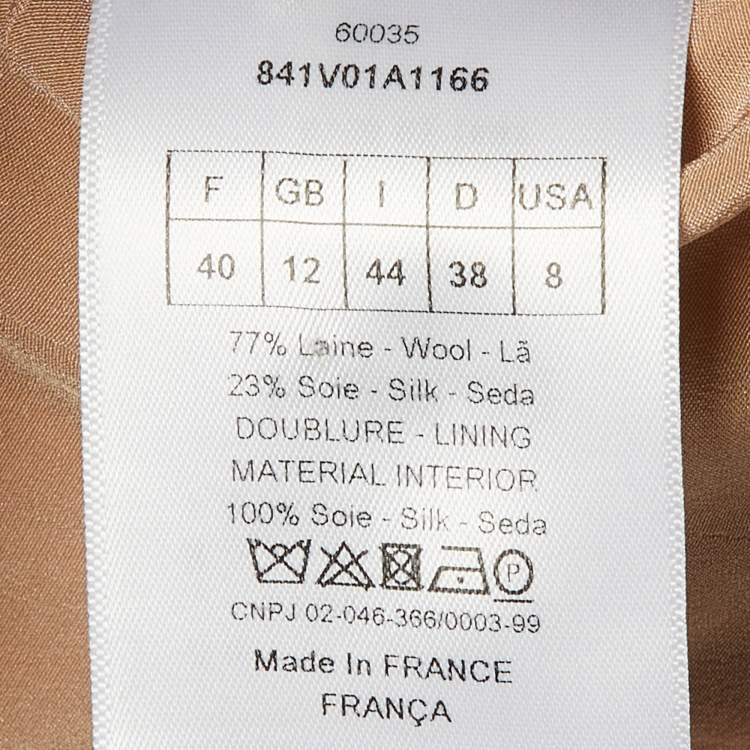 60035
841V01A1166
F GB I D USA
40 12 44 38 8
77% Laine - Wool - Lã
23% Soie - Silk - Seda
DOUBLURE - LINING
MATERIAL INTERIOR
100% Soie - Silk - Seda
P
CNPJ 02-046-366/0003-99
Made In FRANCE
FRANÇA